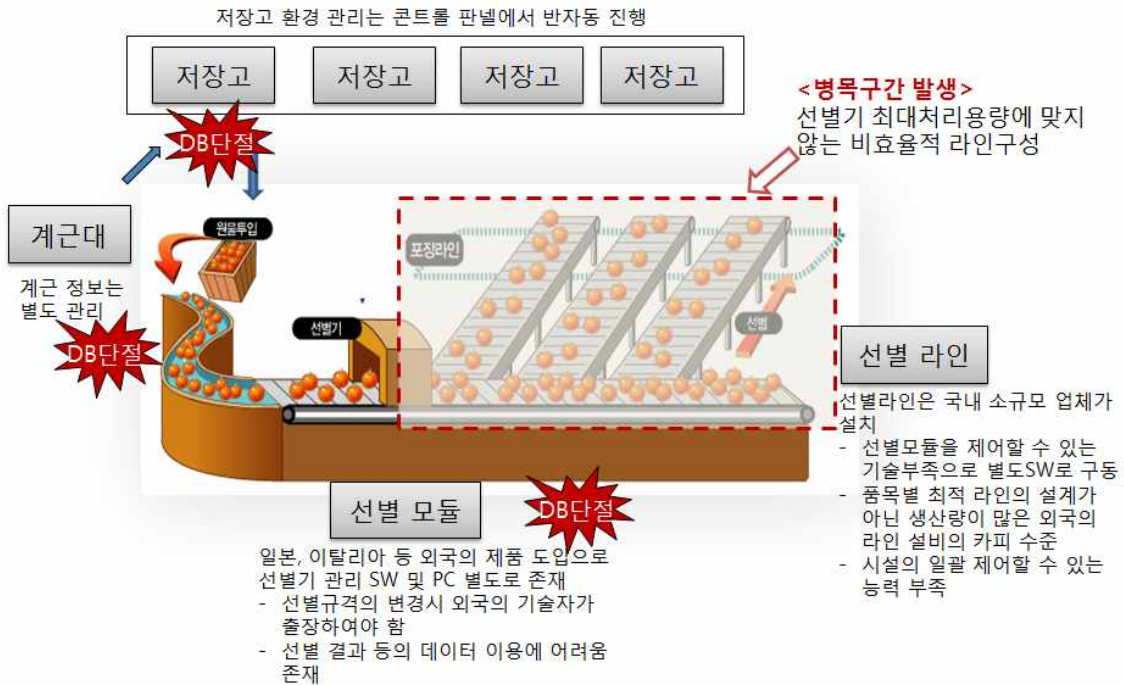 저장고 환경 관리는 콘트롤 판넬에서 반자동 진행
저장고
저장고
저장고
저장고
<병목구간 발생>
선별기 최대처리용량에 맞지
않는 비효율적 라인구성
DB단절
계근대
계근 정보는
별도 관리
DB단절
원물투입
선별기
포장라인
선별
선별 라인
선별라인은 국내 소규모 업체가
설치
- 선별모듈을 제어할 수 있는
기술부족으로 별도SW로 구동
- 품목별 최적 라인의 설계가
아닌 생산량이 많은 외국의
라인 설비의 카피 수준
- 시설의 일괄 제어할 수 있는
능력 부족
선별 모듈
DB단절
일본, 이탈리아 등 외국의 제품 도입으로
선별기 관리 SW 및 PC 별도로 존재
- 선별규격의 변경시 외국의 기술자가
출장하여야 함
- 선별 결과 등의 데이터 이용에 어려움
존재